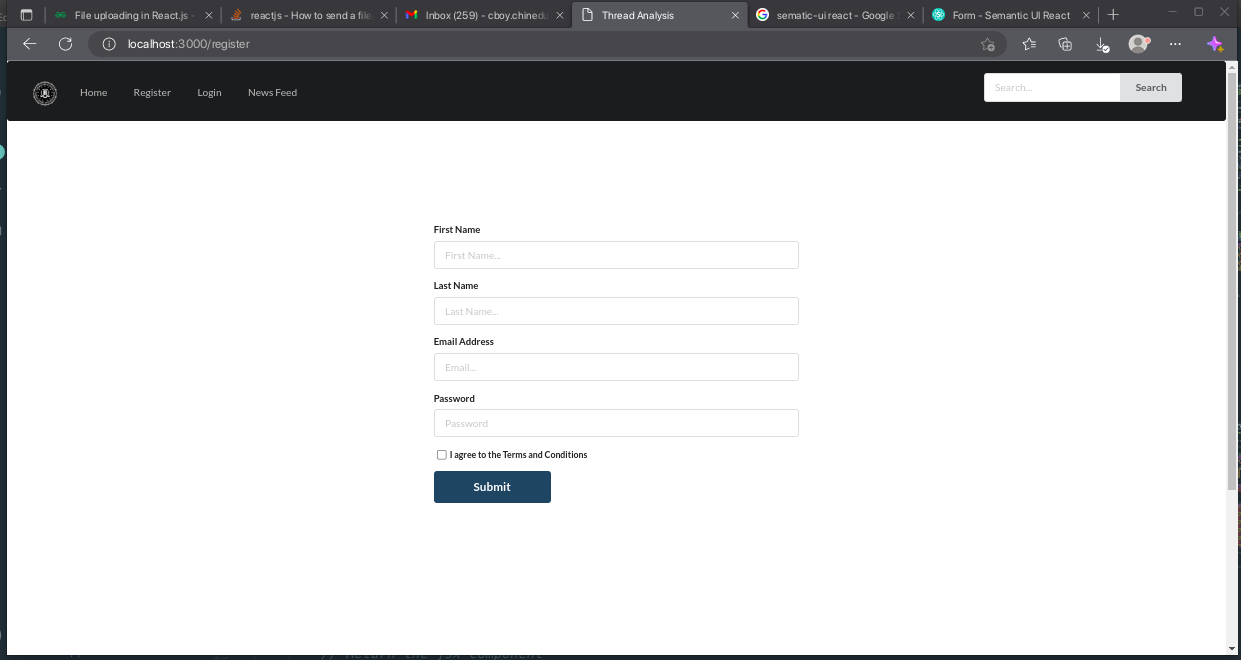 File uploading in React.js -
reactjs - How to send a file
Inbox (259) - cboy.chinedu
Thread Analysis
sematic-ui react - Google
Form - Semantic UI React
localhost:3000/register
Home
Register
Login
News Feed
Search...
Search
First Name
First Name...
Last Name
Last Name...
Email Address
Email...
Password
Password
I agree to the Terms and Conditions
Submit